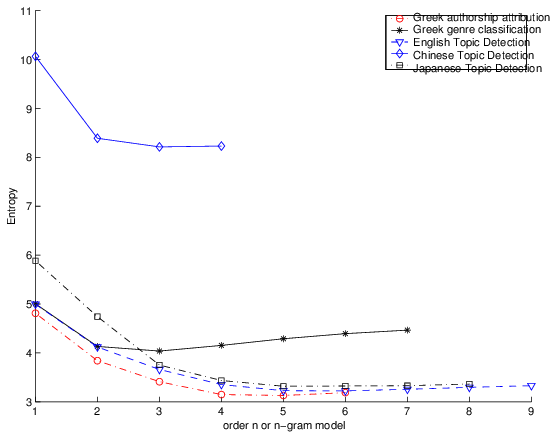 11
10
9
8
7
6
5
4
3
Entropy
1 2 3 4 5 6 7 8 9
order n or n-gram model
Greek authorship attribution
Greek genre classification
English Topic Detection
Chinese Topic Detection
Japanese Topic Detection